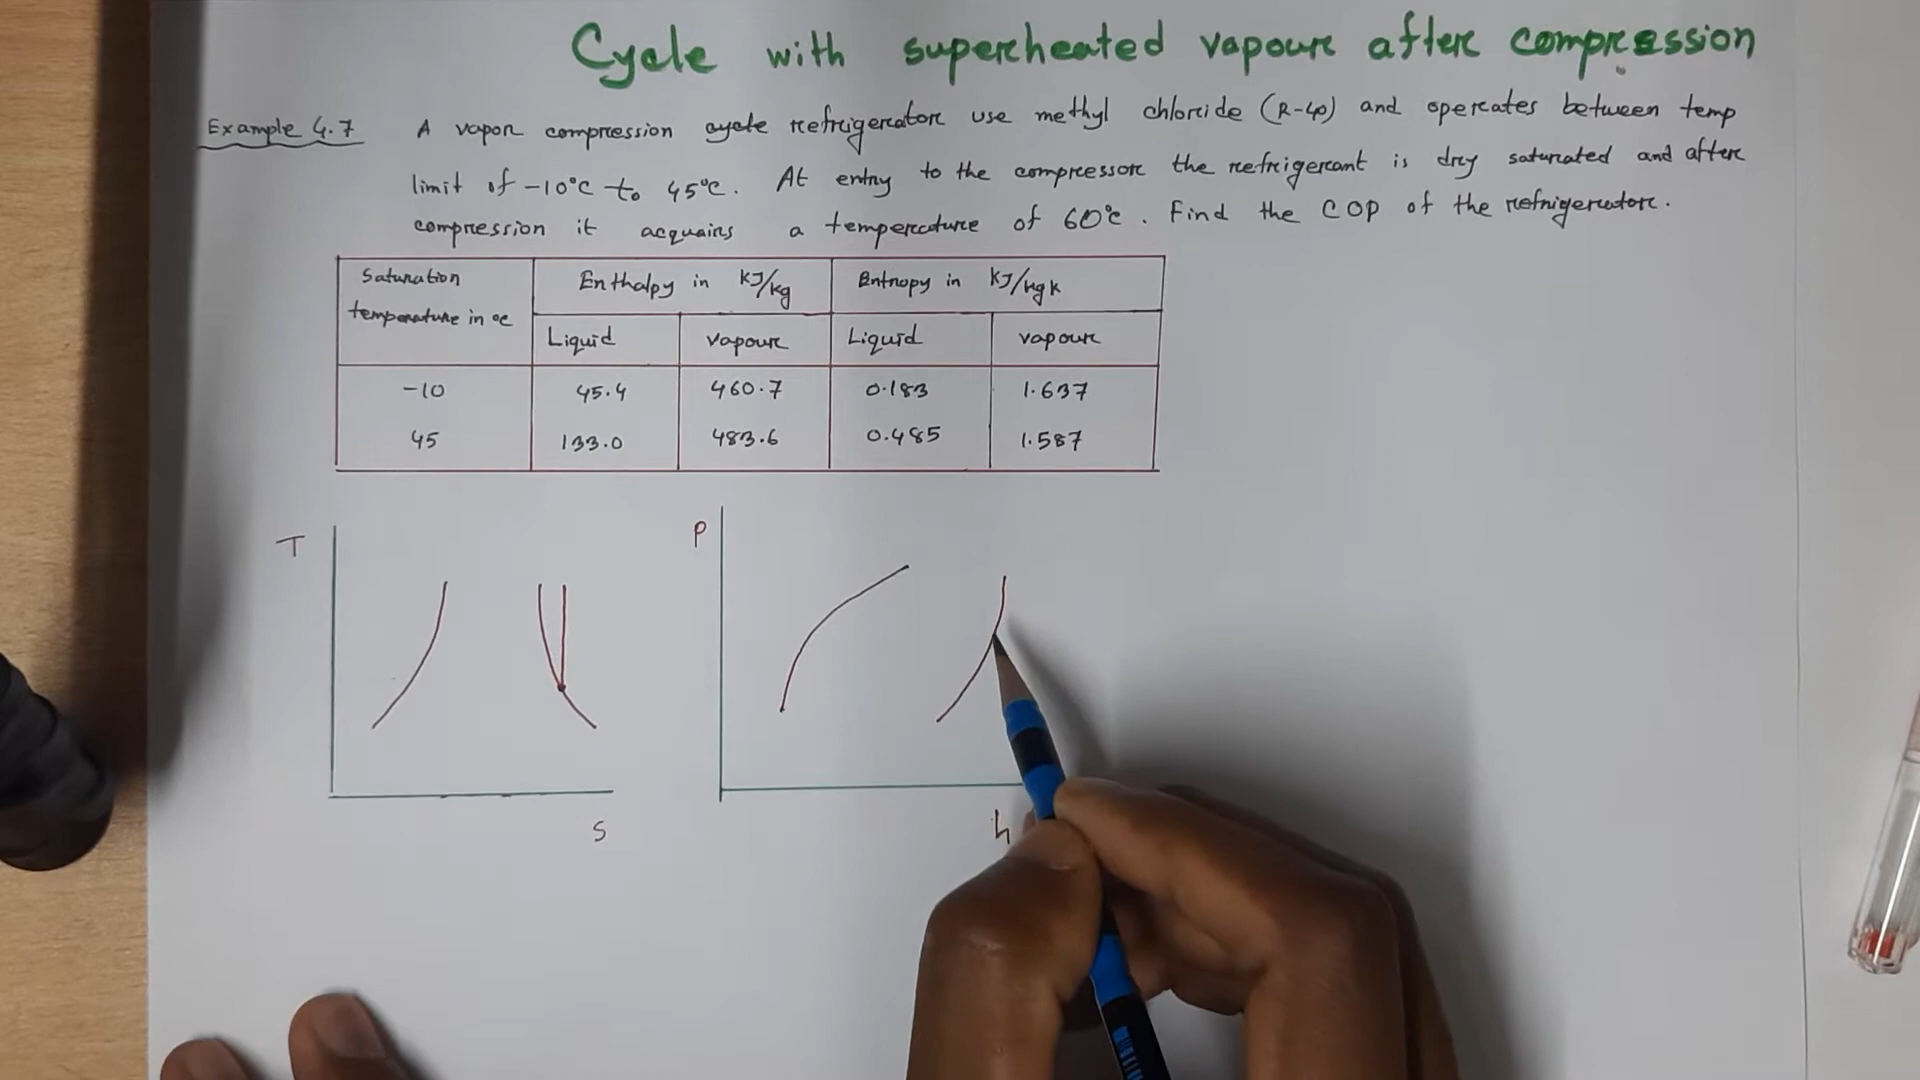 Cycle with supercheated vapour after compression
Example 4.7 A vapor compression cycle refrigerator use methyl chloride (R-40) and operates between temp
limit of -10°C to 45°C. At entry to the compressor the refrigerant is dry saturated and after
compression it acquairs a temperature of 60°C. Find the COP of the refrigerator.
Saturation temperature in °C Enthalpy in KJ/kg Entropy in KJ/kgk
Liquid vapour Liquid vapour
-10 45.4 460.7 0.183 1.637
45 133.0 483.6 0.485 1.587
T P
S h